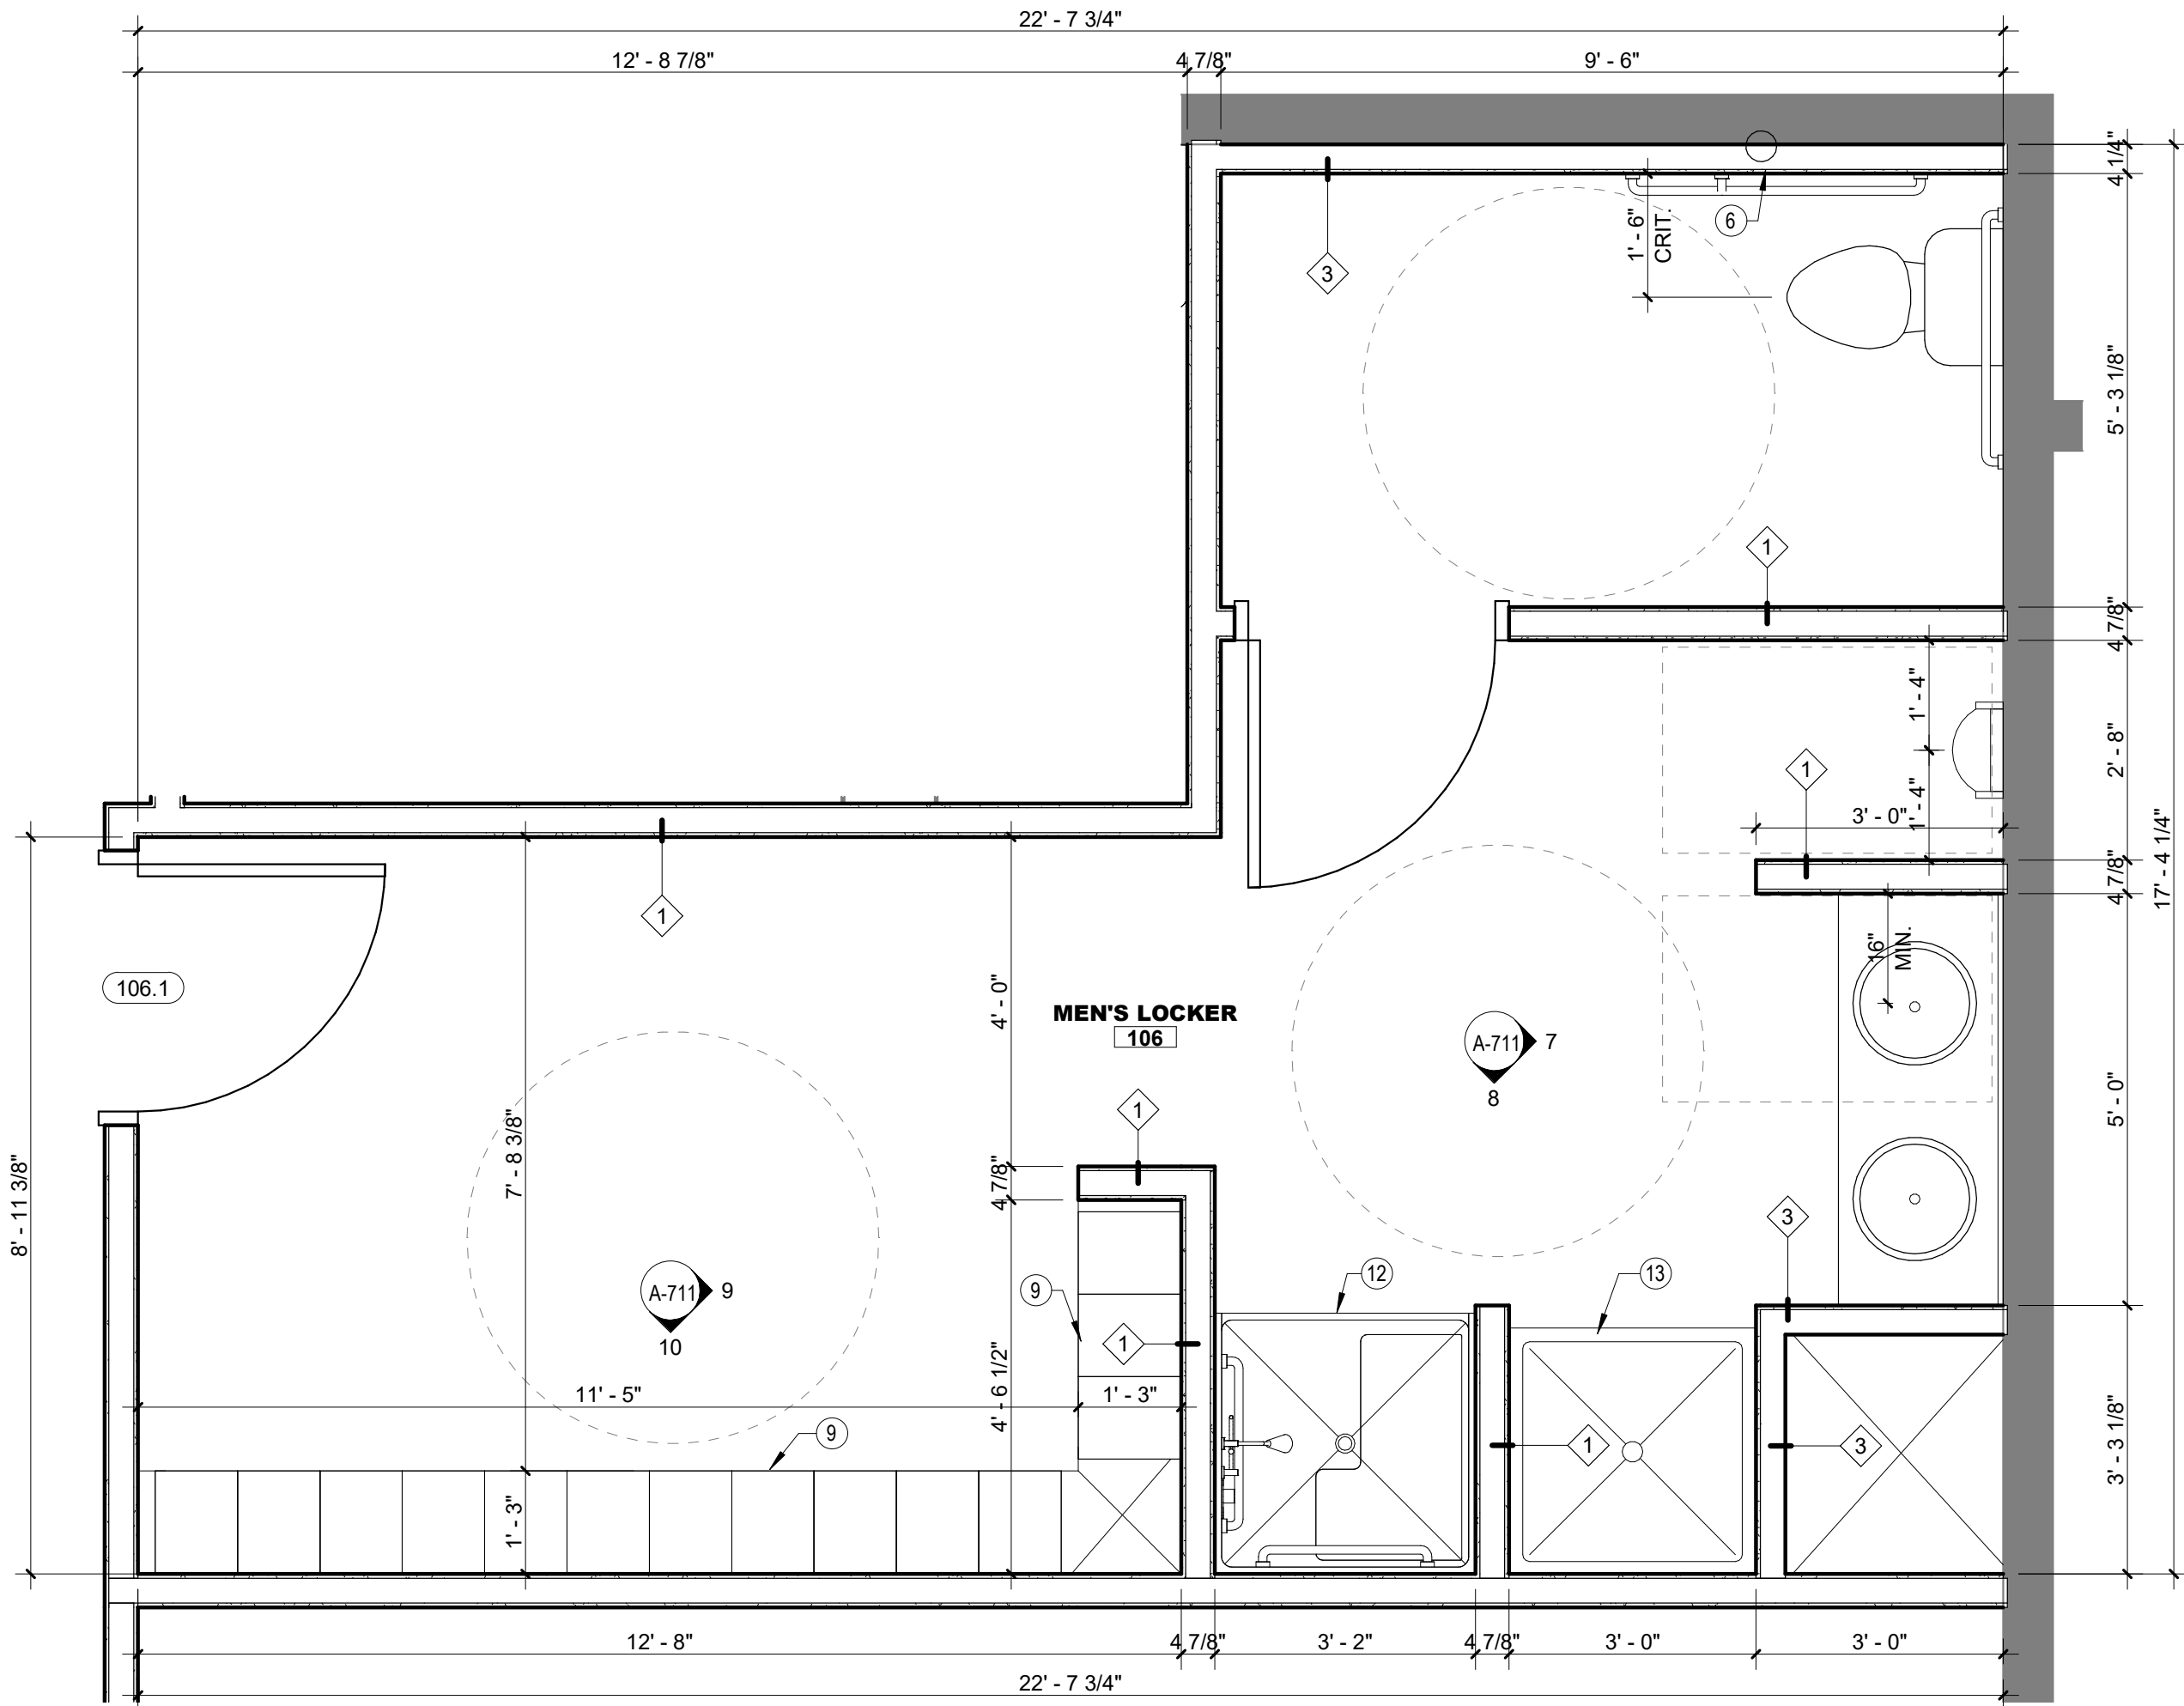 22' - 7 3/4"
12' - 8 7/8"
4 7/8"
9' - 6"
4 1/4"
1' - 6"
CRIT.
6
3
5' - 3 1/8"
1
4 7/8"
1' - 4"
2' - 8"
1
1' - 4"
3' - 0"
17' - 4 1/4"
4 7/8"
1
16"
MIN.
106.1
4' - 0"
MEN'S LOCKER
106
A-711
7
8
5' - 0"
1
7' - 8 3/8"
8' - 11 3/8"
4 7/8"
3
12
13
9
A-711
9
10
1
4' - 6 1/2"
11' - 5"
1' - 3"
9
1
3
3' - 3 1/8"
1' - 3"
12' - 8"
4 7/8"
3' - 2"
4 7/8"
3' - 0"
3' - 0"
22' - 7 3/4"